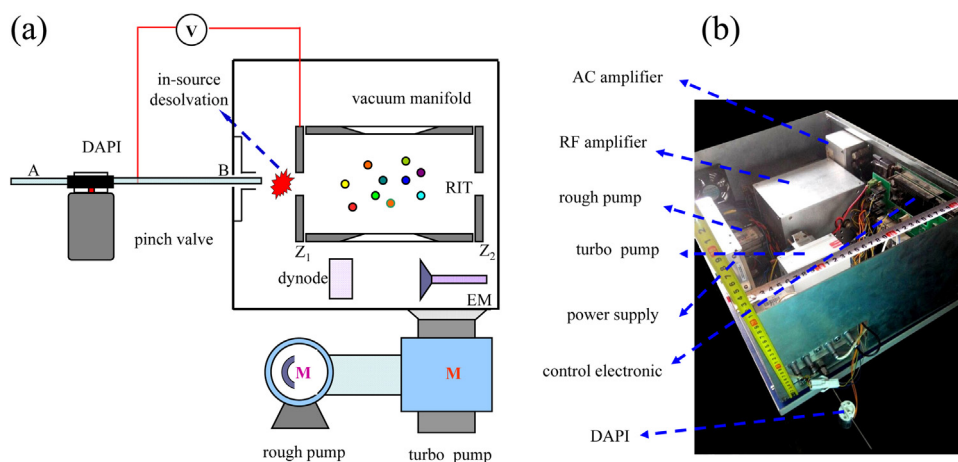 (a)
V
in-source
desolvation
vacuum manifold
DAPI
A
B
RIT
pinch valve
Z1
Z2
dynode
EM
M
M
rough pump
turbo pump
(b)
AC amplifier
RF amplifier
rough pump
turbo pump
power supply
control electronic
DAPI